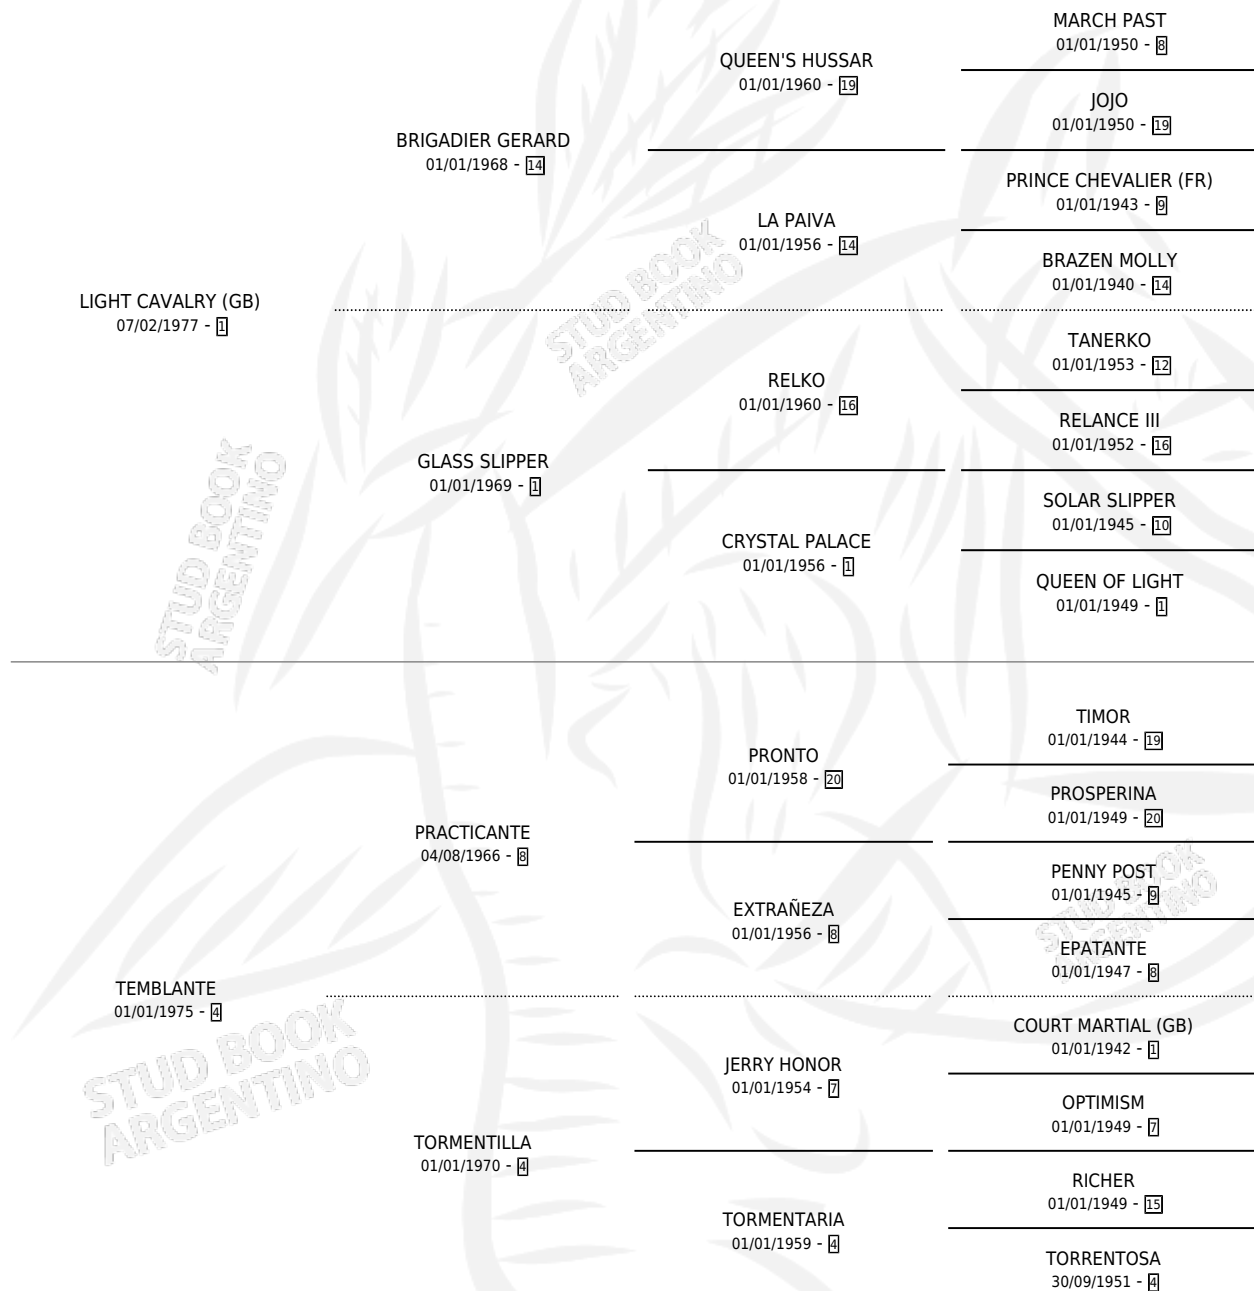 MARCH PAST
01/01/1950 - 8
QUEEN'S HUSSAR
01/01/1960 - 19
JOJO
01/01/1950 - 19
BRIGADIER GERARD
01/01/1968 - 14
PRINCE CHEVALIER (FR)
01/01/1943 - 9
LA PAIVA
01/01/1956 - 14
BRAZEN MOLLY
01/01/1940 - 14
LIGHT CAVALRY (GB)
07/02/1977 - 1
TANERKO
01/01/1953 - 12
RELKO
01/01/1960 - 16
RELANCE III
01/01/1952 - 16
GLASS SLIPPER
01/01/1969 - 1
SOLAR SLIPPER
01/01/1945 - 10
CRYSTAL PALACE
01/01/1956 - 1
QUEEN OF LIGHT
01/01/1949 - 1
TIMOR
01/01/1944 - 19
PRONTO
01/01/1958 - 20
PROSPERINA
01/01/1949 - 20
PRACTICANTE
04/08/1966 - 8
PENNY POST
01/01/1945 - 9
EXTRAÑEZA
01/01/1956 - 8
EPATANTE
01/01/1947 - 8
TEMBLANTE
01/01/1975 - 4
COURT MARTIAL (GB)
01/01/1942 - 1
JERRY HONOR
01/01/1954 - 7
OPTIMISM
01/01/1949 - 7
TORMENTILLA
01/01/1970 - 4
RICHER
01/01/1949 - 15
TORMENTARIA
01/01/1959 - 4
TORRENTOSA
30/09/1951 - 4
STUD BOOK
ARGENTINO
STUD BOOK
ARGENTINO
STUD BOOK
ARGENTINO
STUD BOOK
ARGENTINO